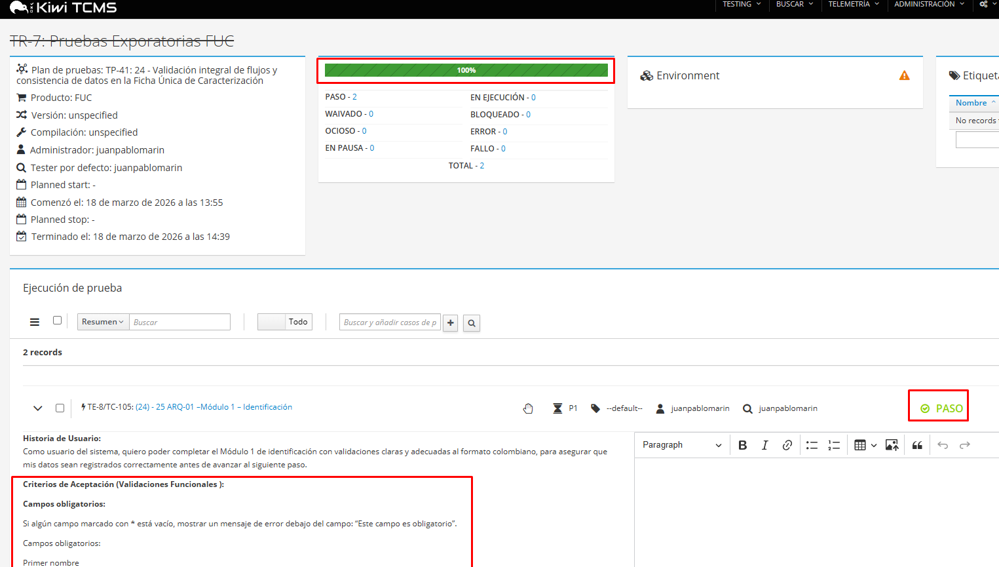 Kiwi TCMS
TESTING
BUSCAR
TELEMETRÍA
ADMINISTRACIÓN
TR-7: Pruebas Exporatorias FUC
Plan de pruebas: TP-41: 24 - Validación integral de flujos y
consistencia de datos en la Ficha Única de Caracterización
Producto: FUC
Versión: unspecified
Compilación: unspecified
Administrador: juanpablomarin
Tester por defecto: juanpablomarin
Planned start: -
Comenzó el: 18 de marzo de 2026 a las 13:55
Planned stop: -
Terminado el: 18 de marzo de 2026 a las 14:39
100%
PASO - 2
EN EJECUCIÓN - 0
WAIVADO - 0
BLOQUEADO - 0
OCIOSO - 0
ERROR - 0
EN PAUSA - 0
FALLO - 0
TOTAL - 2
Environment
Etiqueta
Nombre
No records
Ejecución de prueba
Resumen
Buscar
Todo
Buscar y añadir casos de p
2 records
TE-8/TC-105: (24) - 25 ARQ-01 –Módulo 1 – Identificación
P1
--default--
juanpablomarin
juanpablomarin
PASO
Historia de Usuario:
Como usuario del sistema, quiero poder completar el Módulo 1 de identificación con validaciones claras y adecuadas al formato colombiano, para asegurar que
mis datos sean registrados correctamente antes de avanzar al siguiente paso.
Paragraph
B
I
Criterios de Aceptación (Validaciones Funcionales ):
Campos obligatorios:
Si algún campo marcado con * está vacío, mostrar un mensaje de error debajo del campo: “Este campo es obligatorio”.
Campos obligatorios:
Primer nombre